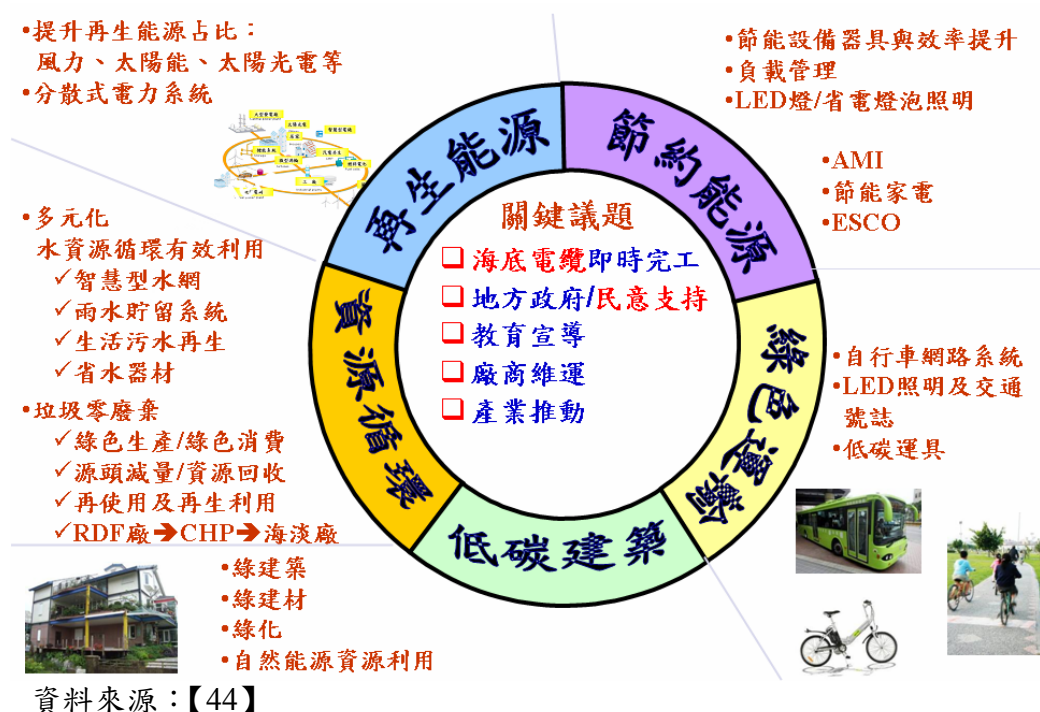 •提升再生能源占比：
風力、太陽能、太陽光電等
•分散式電力系統
•節能設備器具與效率提升
•負載管理
•LED燈/省電燈泡照明
•AMI
•節能家電
•ESCO
再生能源
節約能源
綠色運輸
低碳建築
資源循環
關鍵議題
❑ 海底電纜即時完工
❑ 地方政府/民意支持
❑ 教育宣導
❑ 廠商維運
❑ 產業推動
•多元化
水資源循環有效利用
✓智慧型水網
✓雨水貯留系統
✓生活污水再生
✓省水器材
•垃圾零廢棄
✓綠色生產/綠色消費
✓源頭減量/資源回收
✓再使用及再生利用
✓RDF廠➔CHP➔海淡廠
•自行車網路系統
•LED照明及交通
號誌
•低碳運具
•綠建築
•綠建材
•綠化
•自然能源資源利用
資料來源：【44】